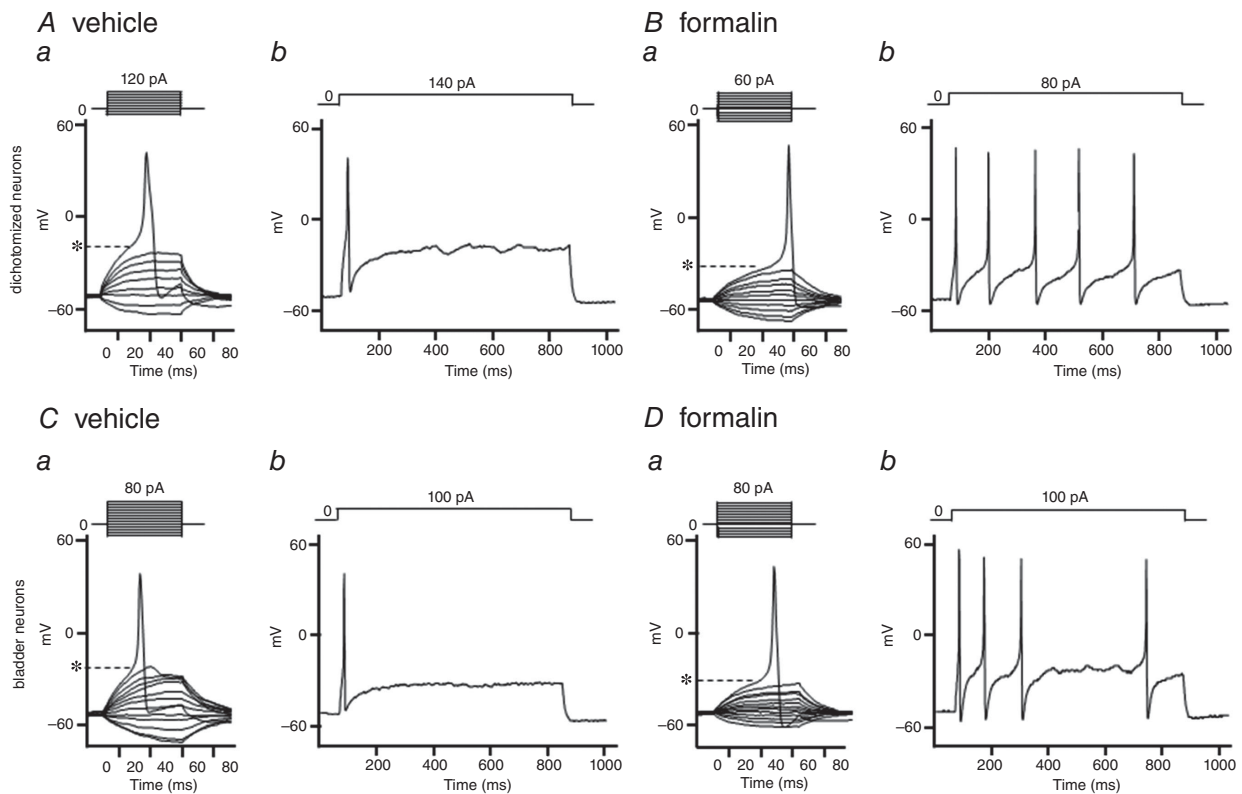 A vehicle
a
120 pA
0
60
0
−60
mV
*
dichotomized neurons
0 20 40 60 80
Time (ms)
b
140 pA
0
60
0
−60
mV
200 400 600 800 1000
Time (ms)
B formalin
a
60 pA
0
60
0
−60
mV
*
0 20 40 60 80
Time (ms)
b
80 pA
0
60
0
−60
mV
200 400 600 800 1000
Time (ms)
C vehicle
a
80 pA
0
60
0
−60
mV
*
bladder neurons
0 20 40 60 80
Time (ms)
b
100 pA
0
60
0
−60
mV
200 400 600 800 1000
Time (ms)
D formalin
a
80 pA
0
60
0
−60
mV
*
0 20 40 60 80
Time (ms)
b
100 pA
0
60
0
−60
mV
200 400 600 800 1000
Time (ms)